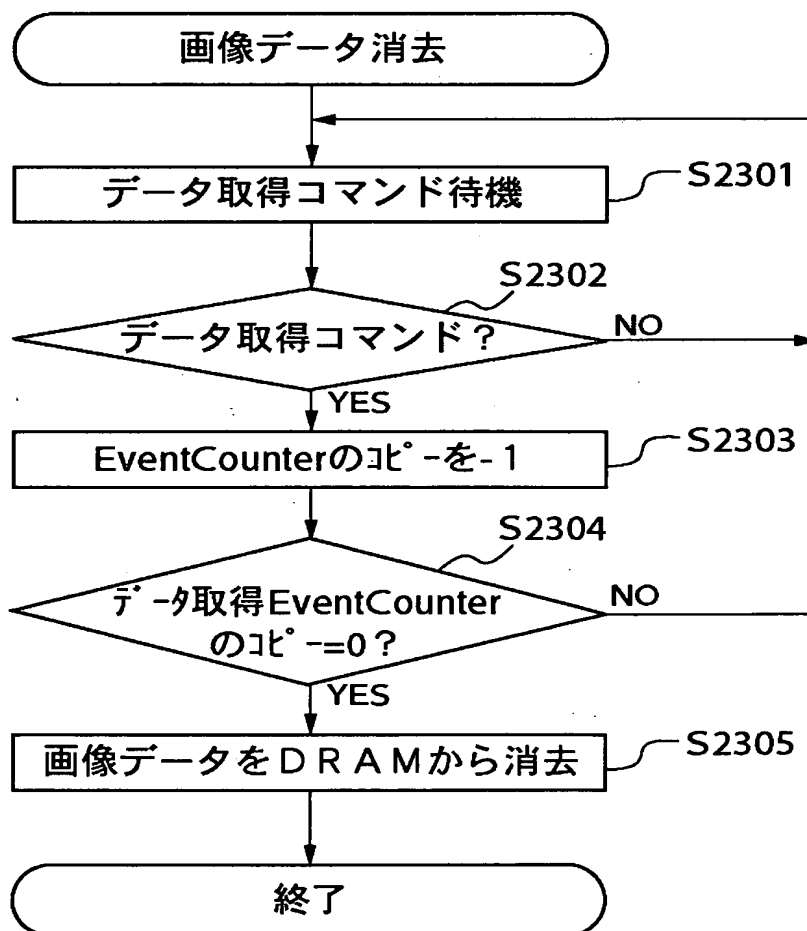 画像データ消去
データ取得コマンド待機
S2301
S2302
データ取得コマンド？
NO
YES
EventCounterのｺﾋﾟｰを-1
S2303
S2304
ﾃﾞｰﾀ取得EventCounter
のｺﾋﾟｰ=0？
NO
YES
画像データをＤＲＡＭから消去
S2305
終了